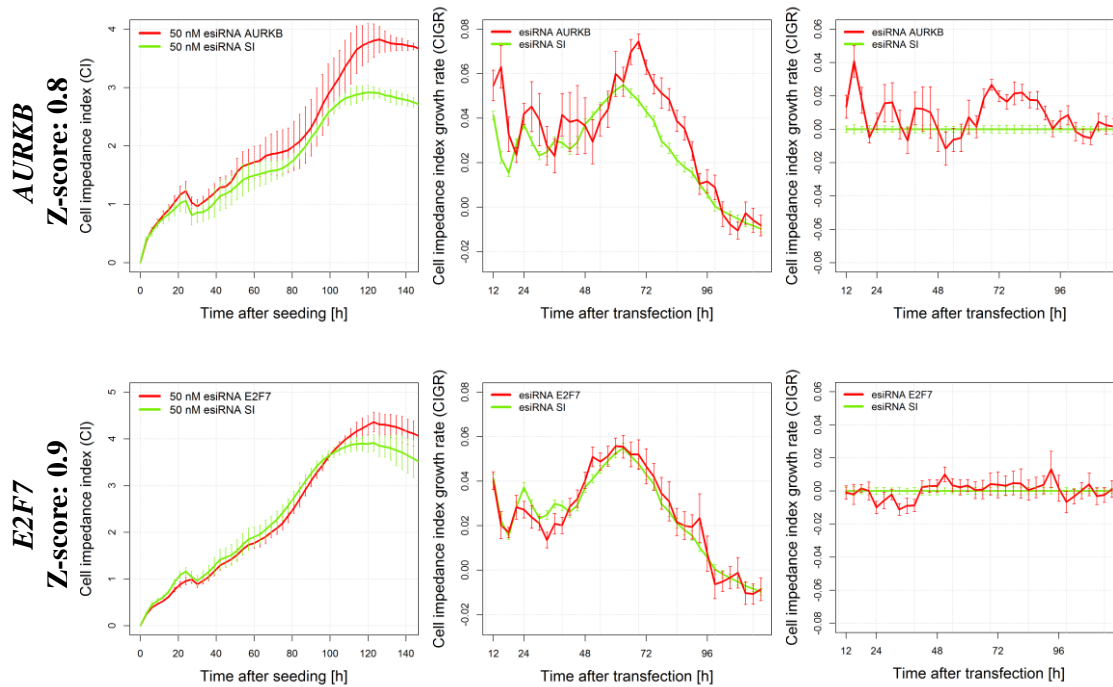 AURKB
Z-score: 0.8
Cell impedance index (CI)
4
3
2
1
0
50 nM esiRNA AURKB
50 nM esiRNA SI
0 20 40 60 80 100 120 140
Time after seeding [h]
Cell impedance index growth rate (CIGR)
0.08
0.06
0.04
0.02
0.00
-0.02
esiRNA AURKB
esiRNA SI
12 24 48 72 96
Time after transfection [h]
Cell impedance index growth rate (CIGR)
0.06
0.04
0.02
0.00
-0.02
-0.04
-0.06
-0.08
esiRNA AURKB
esiRNA SI
12 24 48 72 96
Time after transfection [h]
E2F7
Z-score: 0.9
Cell impedance index (CI)
5
4
3
2
1
0
50 nM esiRNA E2F7
50 nM esiRNA SI
0 20 40 60 80 100 120 140
Time after seeding [h]
Cell impedance index growth rate (CIGR)
0.08
0.06
0.04
0.02
0.00
-0.02
esiRNA E2F7
esiRNA SI
12 24 48 72 96
Time after transfection [h]
Cell impedance index growth rate (CIGR)
0.06
0.04
0.02
0.00
-0.02
-0.04
-0.06
-0.08
esiRNA E2F7
esiRNA SI
12 24 48 72 96
Time after transfection [h]